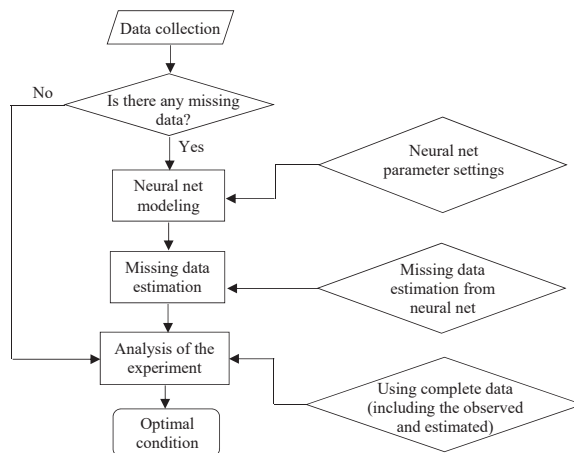 Data collection
No
Is there any missing
data?
Yes
Neural net
parameter settings
Neural net
modeling
Missing data
estimation
Missing data
estimation from
neural net
Analysis of the
experiment
Using complete data
(including the observed
and estimated)
Optimal
condition